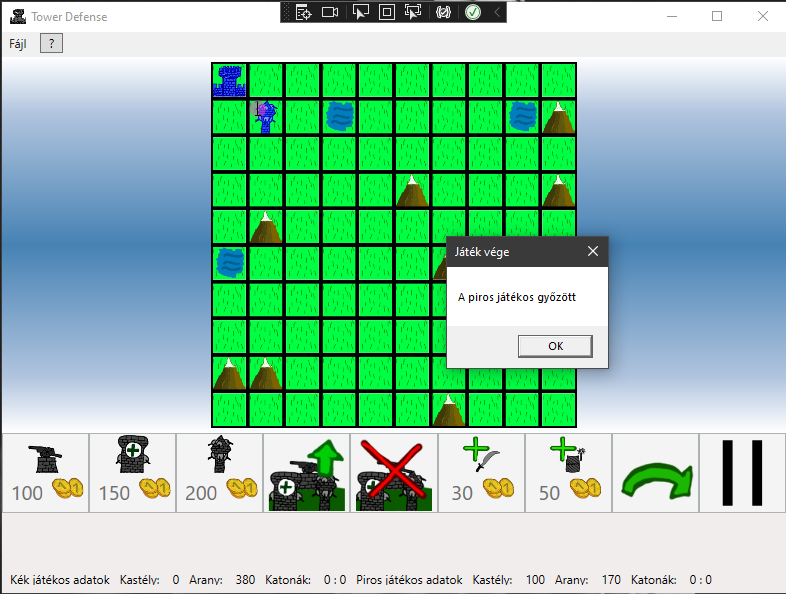 Tower Defense
Fájl ?
Játék vége
A piros játékos győzött
OK
100 150 200 30 50
Kék játékos adatok Kastély: 0 Arany: 380 Katonák: 0 : 0 Piros játékos adatok Kastély: 100 Arany: 170 Katonák: 0 : 0